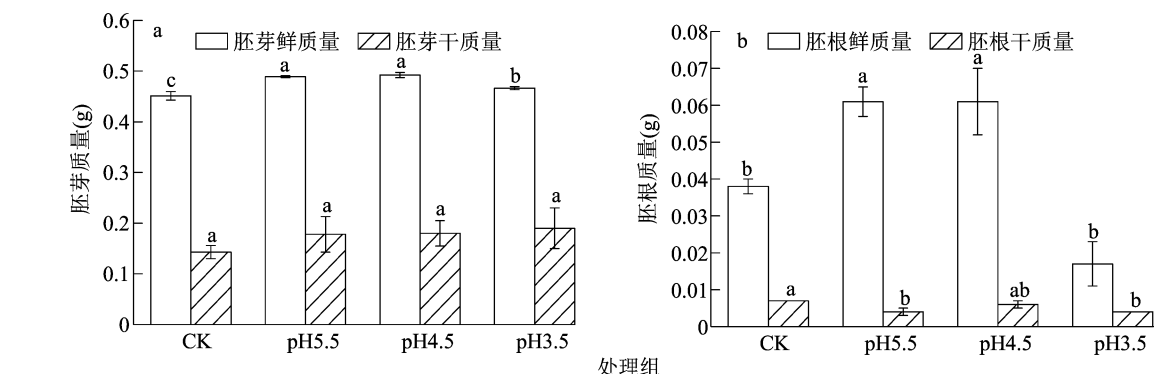 a
胚芽鲜质量 胚芽干质量
胚芽质量(g)
0.6
0.5
0.4
0.3
0.2
0.1
0
c a a a a a b a
CK pH5.5 pH4.5 pH3.5
b
胚根鲜质量 胚根干质量
胚根质量(g)
0.08
0.07
0.06
0.05
0.04
0.03
0.02
0.01
0
b a a b a ab b b
CK pH5.5 pH4.5 pH3.5
处理组